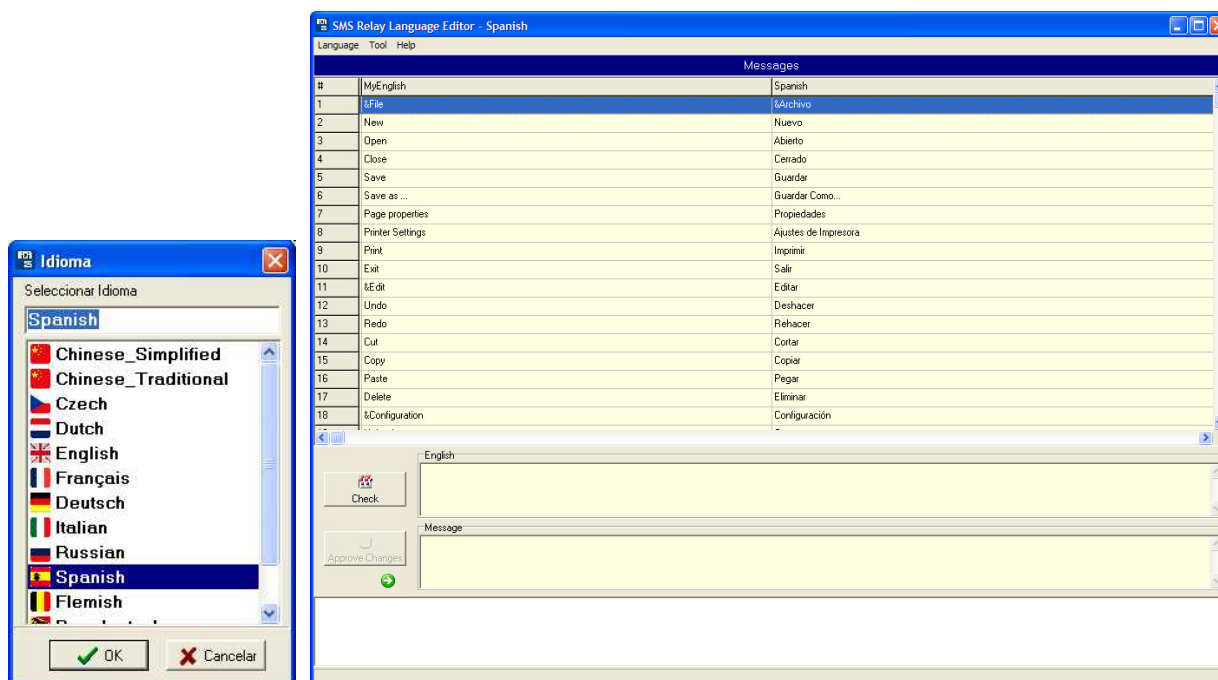 Idioma
Seleccionar Idioma
Spanish
Chinese_Simplified
Chinese_Traditional
Czech
Dutch
English
Français
Deutsch
Italian
Russian
Spanish
Flemish
OK
Cancelar
SMS Relay Language Editor - Spanish
Language Tool Help
Messages
# MyEnglish Spanish
1 &File &Archivo
2 New Nuevo
3 Open Abierto
4 Close Cerrado
5 Save Guardar
6 Save as ... Guardar Como...
7 Page properties Propiedades
8 Printer Settings Ajustes de Impresora
9 Print Imprimir
10 Exit Salir
11 &Edit Editar
12 Undo Deshacer
13 Redo Rehacer
14 Cut Cortar
15 Copy Copiar
16 Paste Pegar
17 Delete Eliminar
18 &Configuration Configuración
English
Check
Message
Approve Changes